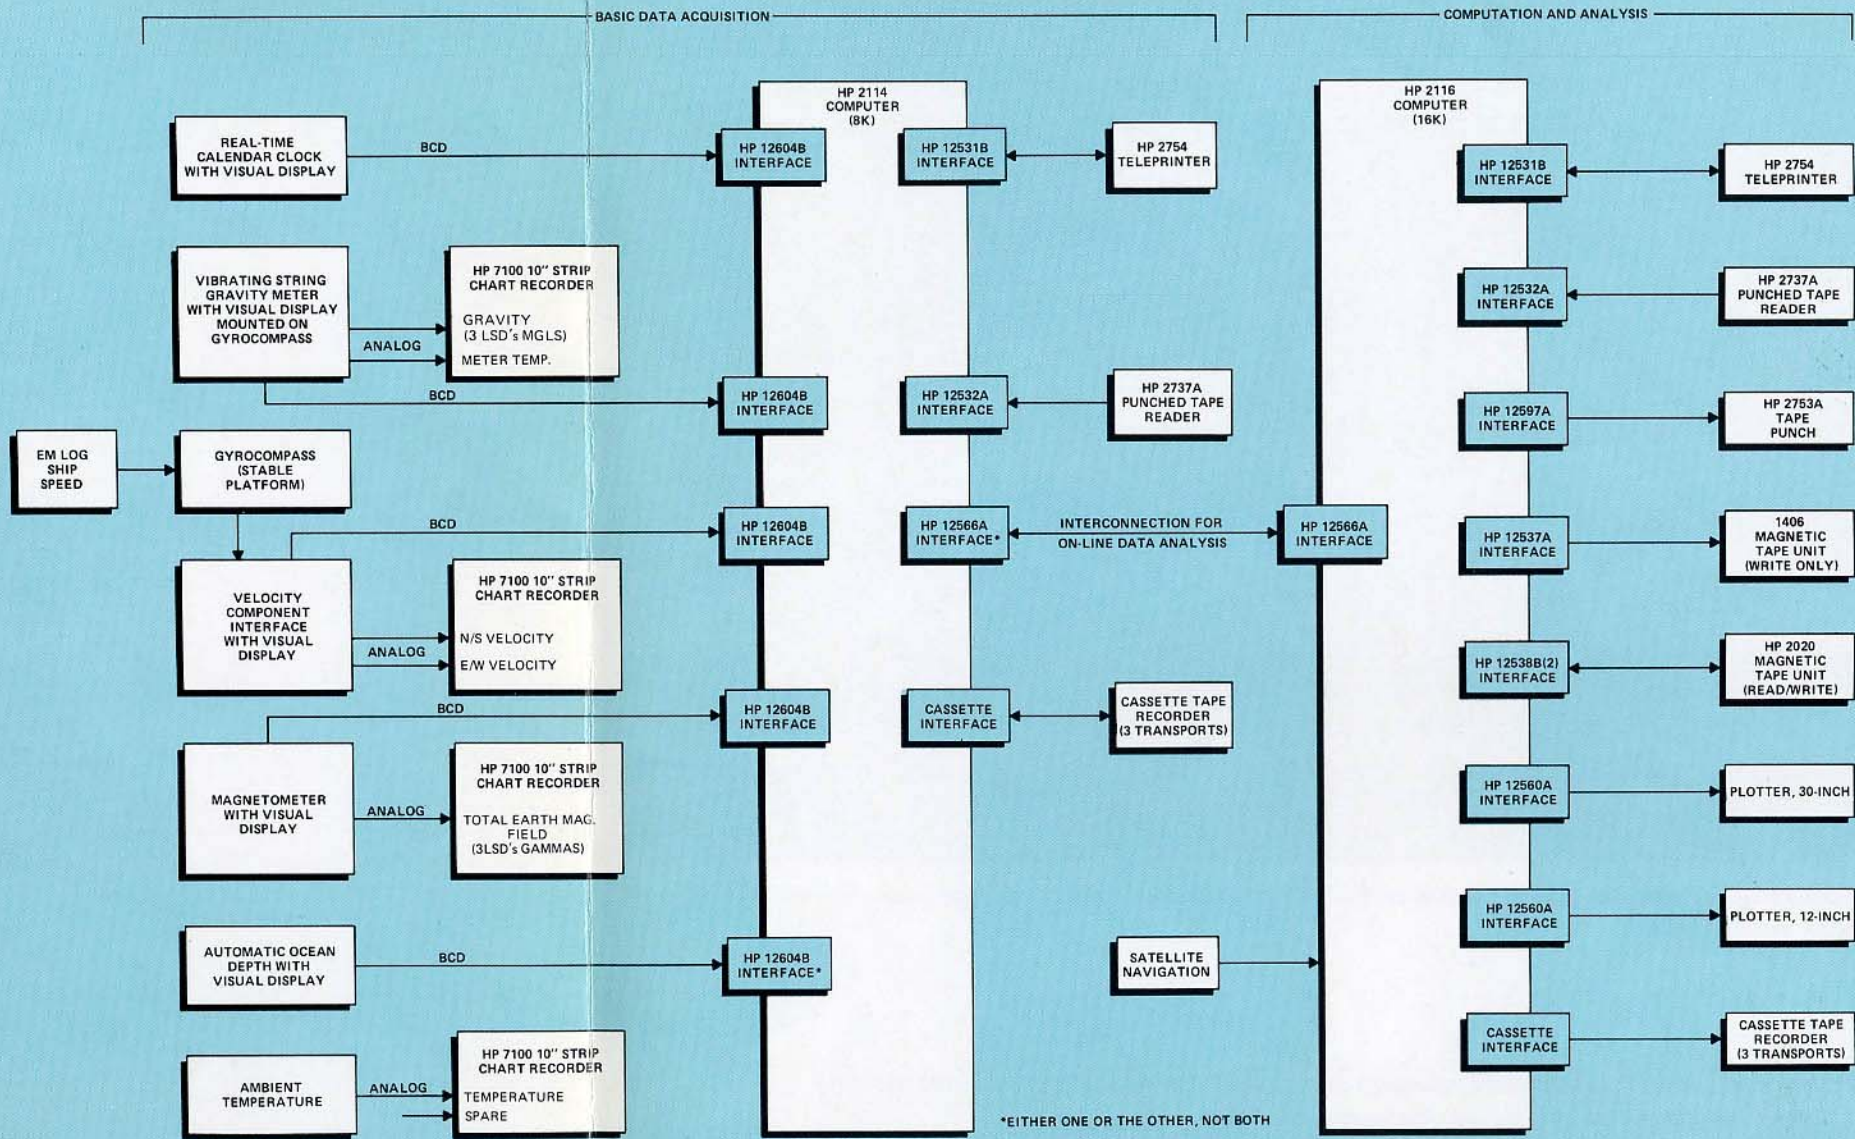 BASIC DATA ACQUISITION
COMPUTATION AND ANALYSIS
HP 2114
COMPUTER
(8K)
HP 2116
COMPUTER
(16K)
REAL-TIME
CALENDAR CLOCK
WITH VISUAL DISPLAY
BCD
HP 12604B
INTERFACE
HP 12531B
INTERFACE
HP 2754
TELEPRINTER
HP 12531B
INTERFACE
HP 2754
TELEPRINTER
VIBRATING STRING
GRAVITY METER
WITH VISUAL DISPLAY
MOUNTED ON
GYROCOMPASS
ANALOG
HP 7100 10" STRIP
CHART RECORDER
GRAVITY
(3 LSD's MGLS)
METER TEMP.
HP 12532A
INTERFACE
HP 2737A
PUNCHED TAPE
READER
BCD
HP 12604B
INTERFACE
HP 12532A
INTERFACE
HP 2737A
PUNCHED TAPE
READER
HP 12597A
INTERFACE
HP 2753A
TAPE
PUNCH
EM LOG
SHIP
SPEED
GYROCOMPASS
(STABLE
PLATFORM)
BCD
HP 12604B
INTERFACE
HP 12566A
INTERFACE*
INTERCONNECTION FOR
ON-LINE DATA ANALYSIS
HP 12566A
INTERFACE
HP 12537A
INTERFACE
1406
MAGNETIC
TAPE UNIT
(WRITE ONLY)
VELOCITY
COMPONENT
INTERFACE
WITH VISUAL
DISPLAY
ANALOG
HP 7100 10" STRIP
CHART RECORDER
N/S VELOCITY
E/W VELOCITY
HP 12538B(2)
INTERFACE
HP 2020
MAGNETIC
TAPE UNIT
(READ/WRITE)
BCD
HP 12604B
INTERFACE
CASSETTE
INTERFACE
CASSETTE TAPE
RECORDER
(3 TRANSPORTS)
MAGNETOMETER
WITH VISUAL
DISPLAY
ANALOG
HP 7100 10" STRIP
CHART RECORDER
TOTAL EARTH MAG.
FIELD
(3LSD's GAMMAS)
HP 12560A
INTERFACE
PLOTTER, 30-INCH
HP 12560A
INTERFACE
PLOTTER, 12-INCH
AUTOMATIC OCEAN
DEPTH WITH
VISUAL DISPLAY
BCD
HP 12604B
INTERFACE*
SATELLITE
NAVIGATION
CASSETTE
INTERFACE
CASSETTE TAPE
RECORDER
(3 TRANSPORTS)
AMBIENT
TEMPERATURE
ANALOG
HP 7100 10" STRIP
CHART RECORDER
TEMPERATURE
SPARE
*EITHER ONE OR THE OTHER, NOT BOTH